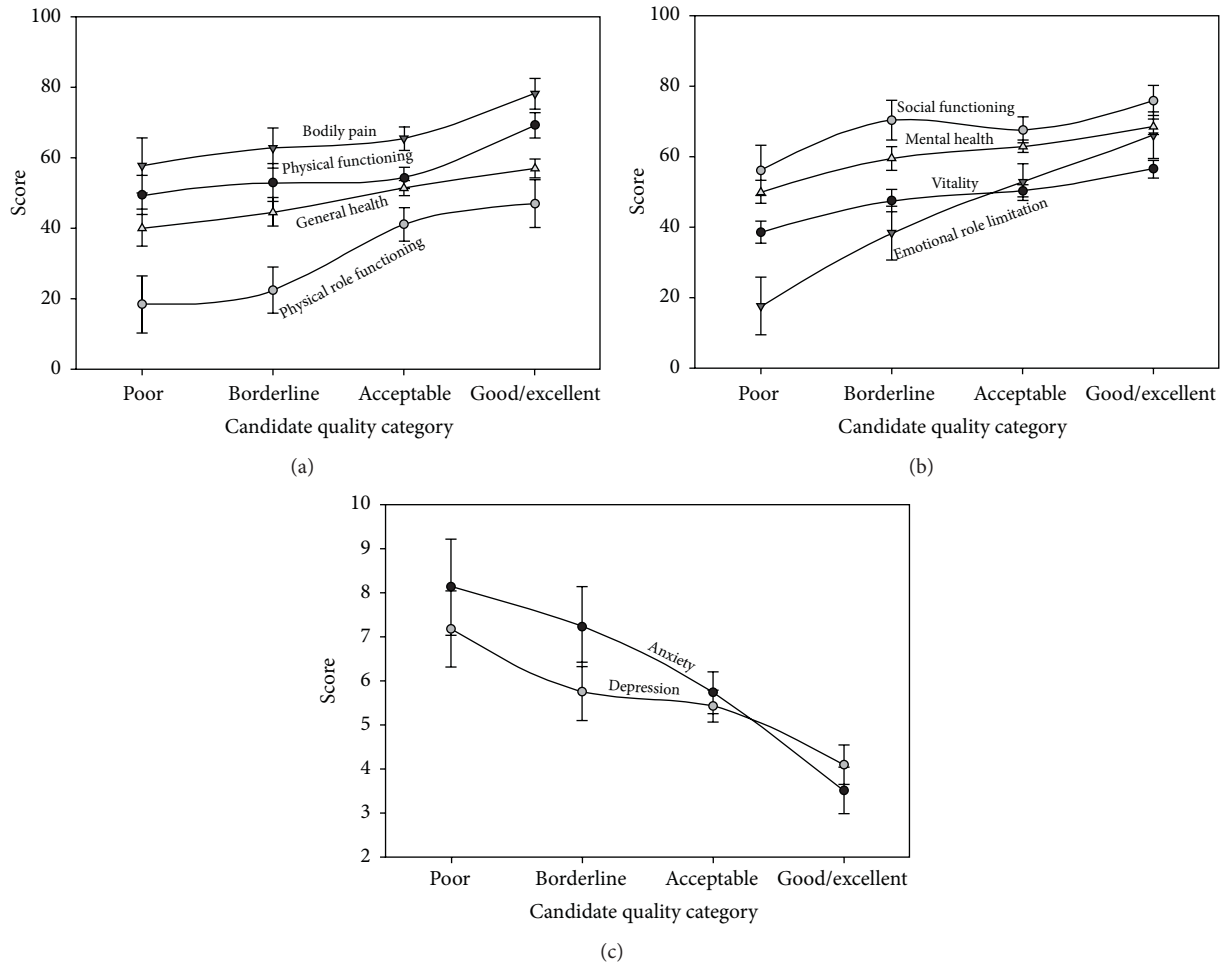 100
80
60
40
20
0
Score
Bodily pain
Physical functioning
General health
Physical role functioning
Poor
Borderline
Acceptable
Good/excellent
Candidate quality category
(a)
100
80
60
40
20
0
Score
Social functioning
Mental health
Vitality
Emotional role limitation
Poor
Borderline
Acceptable
Good/excellent
Candidate quality category
(b)
10
9
8
7
6
5
4
3
2
Score
Anxiety
Depression
Poor
Borderline
Acceptable
Good/excellent
Candidate quality category
(c)